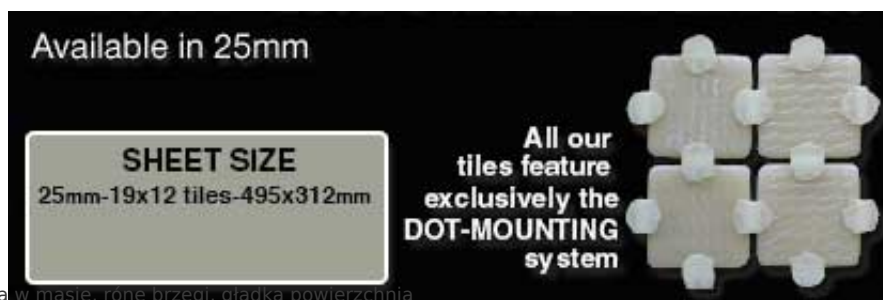 Available in 25mm
SHEET SIZE
25mm-19x12 tiles-495x312mm
All our
tiles feature
exclusively the
DOT-MOUNTING
system
a w masie, róne brzegi, gładka powierzchnia